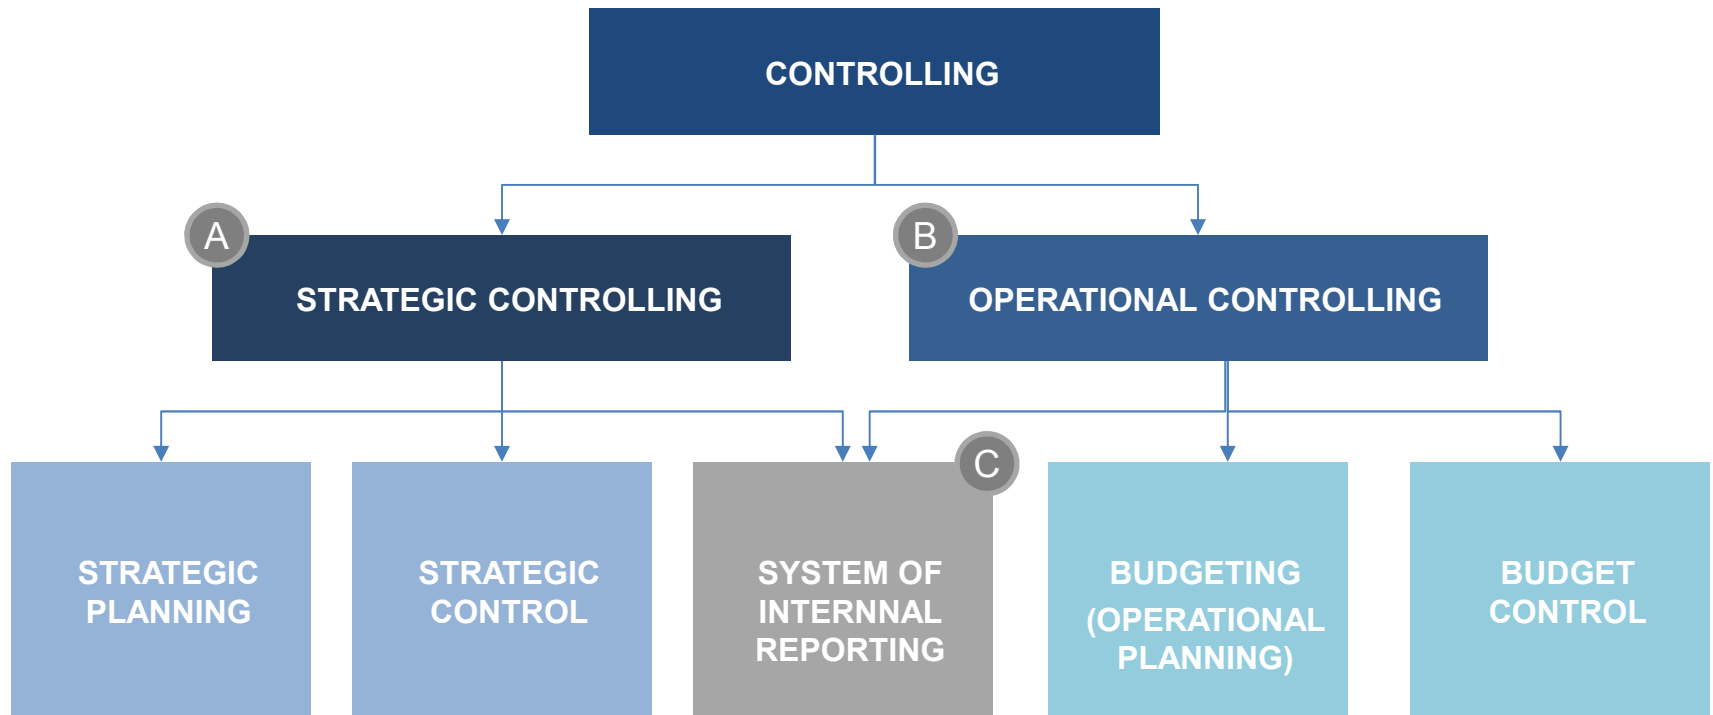 CONTROLLING
A
STRATEGIC CONTROLLING
B
OPERATIONAL CONTROLLING
STRATEGIC
PLANNING
STRATEGIC
CONTROL
C
SYSTEM OF
INTERNNAL
REPORTING
BUDGETING
(OPERATIONAL
PLANNING)
BUDGET
CONTROL